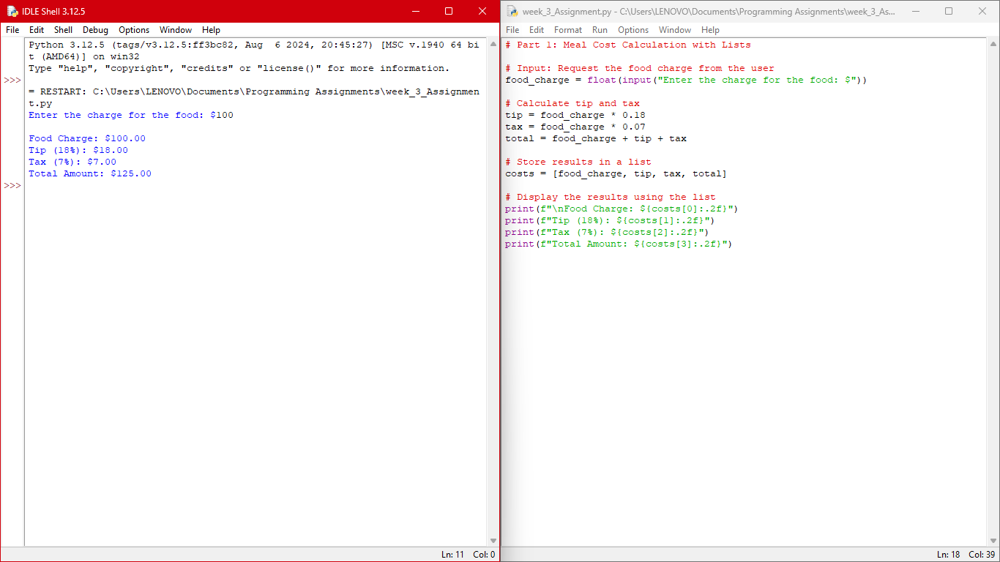 IDLE Shell 3.12.5
File Edit Shell Debug Options Window Help
Python 3.12.5 (tags/v3.12.5:ff3bc82, Aug  6 2024, 20:45:27) [MSC v.1940 64 bi
t (AMD64)] on win32
Type "help", "copyright", "credits" or "license()" for more information.
>>>
= RESTART: C:\Users\LENOVO\Documents\Programming Assignments\week_3_Assignmen
t.py
Enter the charge for the food: $100
Food Charge: $100.00
Tip (18%): $18.00
Tax (7%): $7.00
Total Amount: $125.00
>>>
Ln: 11 Col: 0
week_3_Assignment.py - C:\Users\LENOVO\Documents\Programming Assignments\week_3_As...
File Edit Format Run Options Window Help
# Part 1: Meal Cost Calculation with Lists
# Input: Request the food charge from the user
food_charge = float(input("Enter the charge for the food: $"))
# Calculate tip and tax
tip = food_charge * 0.18
tax = food_charge * 0.07
total = food_charge + tip + tax
# Store results in a list
costs = [food_charge, tip, tax, total]
# Display the results using the list
print(f"\nFood Charge: ${costs[0]:.2f}")
print(f"Tip (18%): ${costs[1]:.2f}")
print(f"Tax (7%): ${costs[2]:.2f}")
print(f"Total Amount: ${costs[3]:.2f}")
Ln: 18 Col: 39